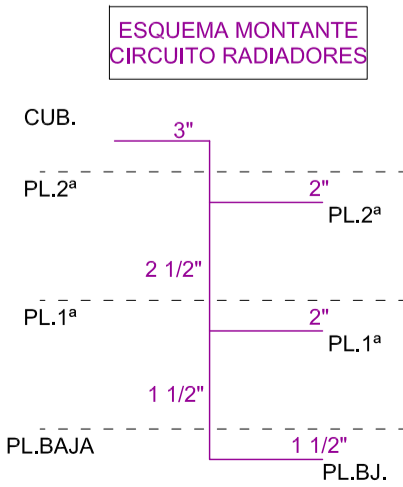 ESQUEMA MONTANTE
CIRCUITO RADIADORES
CUB.
3"
PL.2ª
2"
PL.2ª
2 1/2"
PL.1ª
2"
PL.1ª
1 1/2"
PL.BAJA
1 1/2"
PL.BJ.